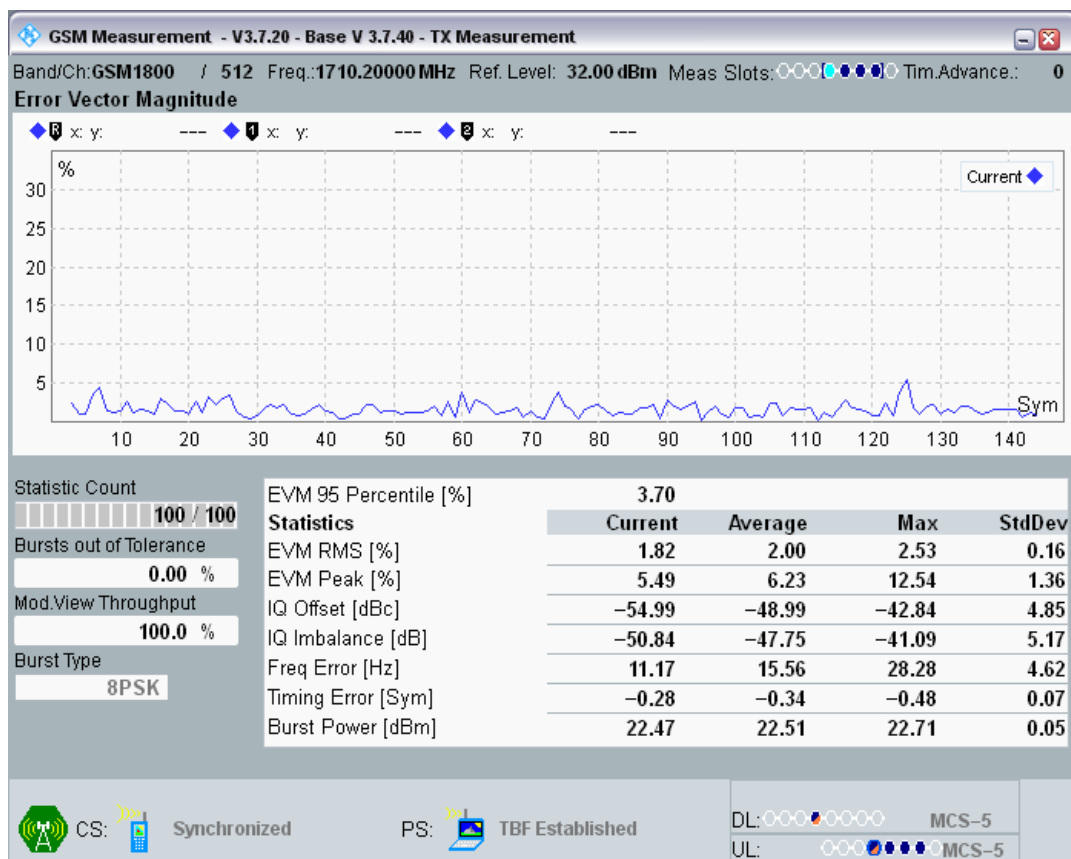 GSM Measurement - V3.7.20 - Base V 3.7.40 - TX Measurement
Band/Ch:GSM1800 / 512 Freq.:1710.20000 MHz Ref. Level: 32.00 dBm Meas Slots: Tim.Advance.: 0
Error Vector Magnitude
R x: y: --- 1 x: y: --- 2 x: y: ---
%
Current
30
25
20
15
10
5
Sym
10 20 30 40 50 60 70 80 90 100 110 120 130 140
Statistic Count
100 / 100
Bursts out of Tolerance
0.00 %
Mod.View Throughput
100.0 %
Burst Type
8PSK
EVM 95 Percentile [%] 3.70
Statistics Current Average Max StdDev
EVM RMS [%] 1.82 2.00 2.53 0.16
EVM Peak [%] 5.49 6.23 12.54 1.36
IQ Offset [dBc] −54.99 −48.99 −42.84 4.85
IQ Imbalance [dB] −50.84 −47.75 −41.09 5.17
Freq Error [Hz] 11.17 15.56 28.28 4.62
Timing Error [Sym] −0.28 −0.34 −0.48 0.07
Burst Power [dBm] 22.47 22.51 22.71 0.05
CS: Synchronized PS: TBF Established
DL: MCS−5
UL: MCS−5